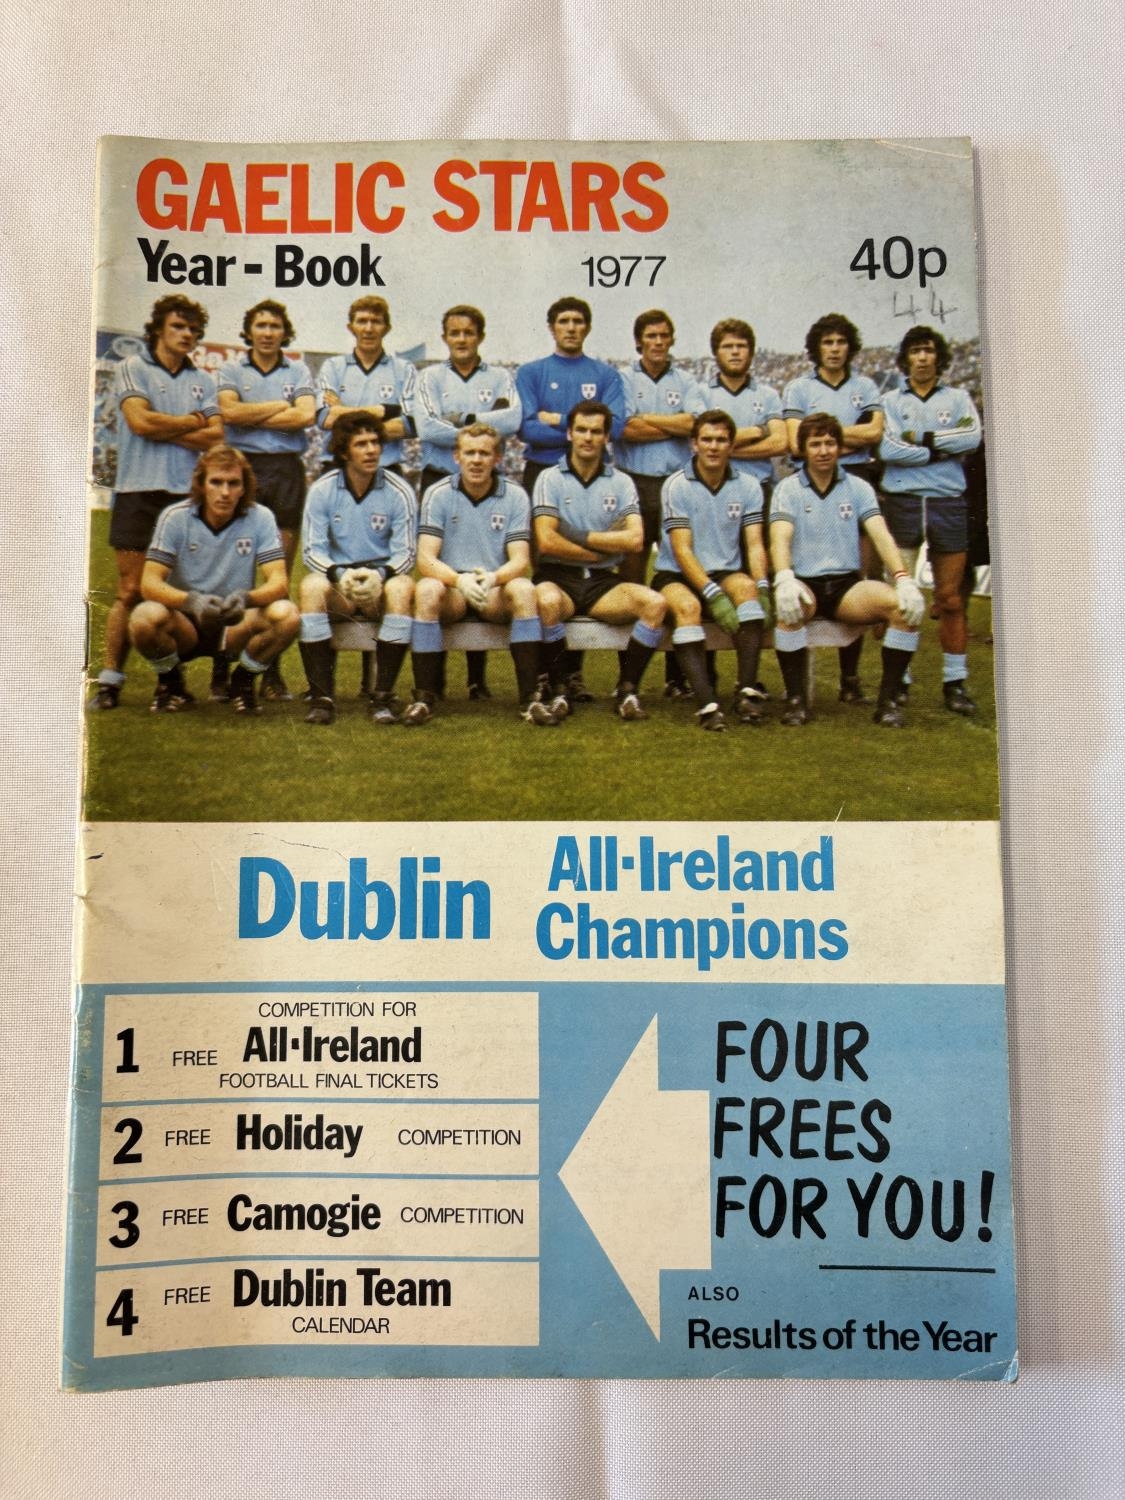 GAELIC STARS
Year-Book 1977 40p
44
Dublin All-Ireland
Champions
COMPETITION FOR
1 FREE All-Ireland
FOOTBALL FINAL TICKETS
2 FREE Holiday COMPETITION
3 FREE Camogie COMPETITION
4 FREE Dublin Team
CALENDAR
FOUR
FREES
FOR YOU!
ALSO
Results of the Year